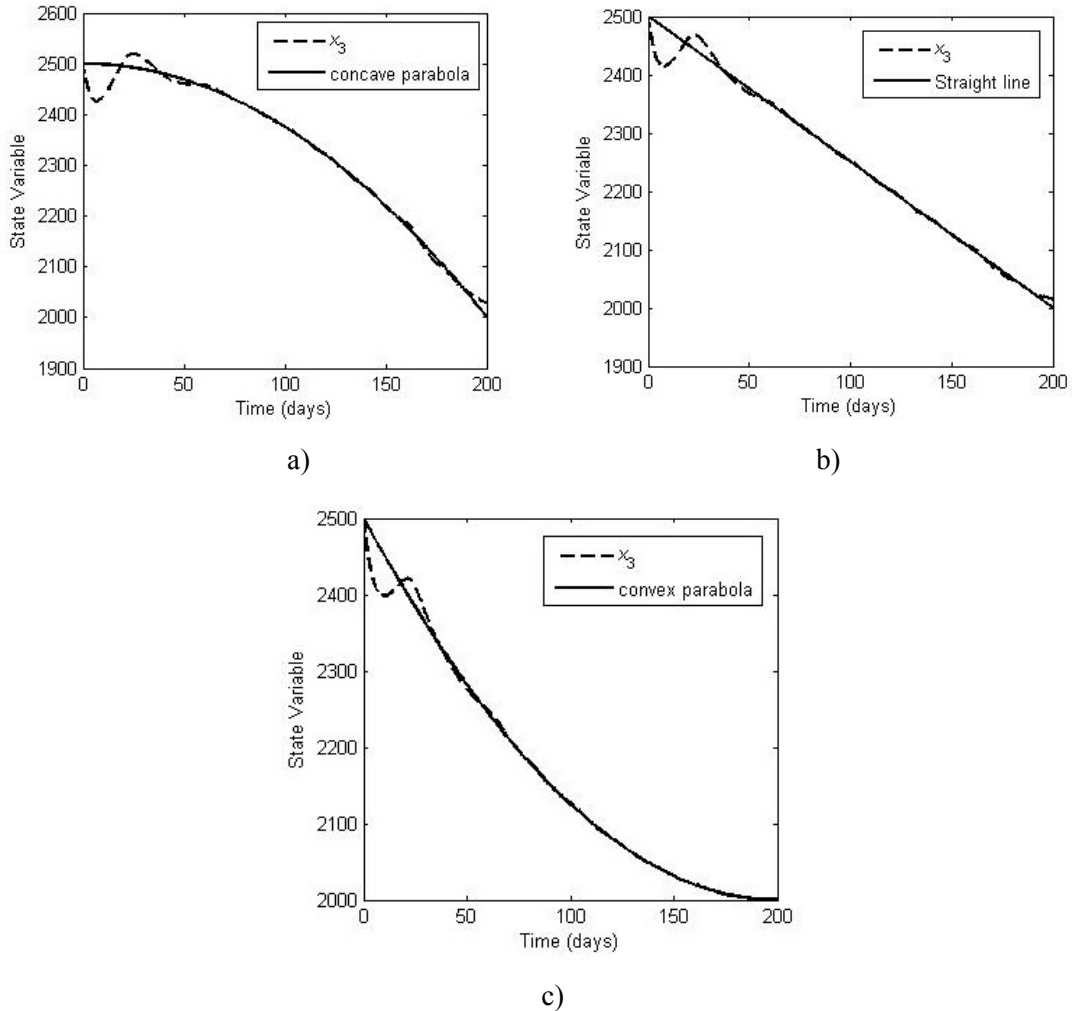 2600
2500
2400
2300
2200
2100
2000
1900
0
50
100
150
200
State Variable
Time (days)
x3
concave parabola
a)
2500
2400
2300
2200
2100
2000
1900
0
50
100
150
200
State Variable
Time (days)
x3
Straight line
b)
2500
2400
2300
2200
2100
2000
0
50
100
150
200
State Variable
Time (days)
x3
convex parabola
c)